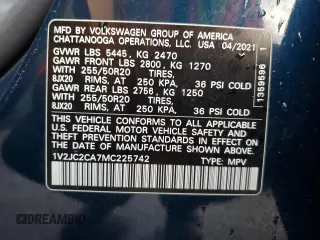 MFD. BY VOLKSWAGEN GROUP OF AMERICA
CHATTANOOGA OPERATIONS, LLC. USA 04/2021
GVWR LBS 5445, KG 2470
GAWR FRONT LBS 2800, KG 1270
WITH 255/50R20 TIRES,
8JX20 RIMS, AT 250 KPA, 36 PSI COLD
GAWR REAR LBS 2756, KG 1250
WITH 255/50R20 TIRES,
8JX20 RIMS, AT 250 KPA, 36 PSI COLD
THIS VEHICLE CONFORMS TO ALL APPLICABLE
FEDERAL MOTOR VEHICLE SAFETY, BUMPER, AND
THEFT PREVENTION STANDARDS IN EFFECT ON
THE DATE OF MANUFACTURE SHOWN ABOVE.
1V2JC2CA7MC225742 TYPE: MPV
1359596 1
© DRIVEANDBID